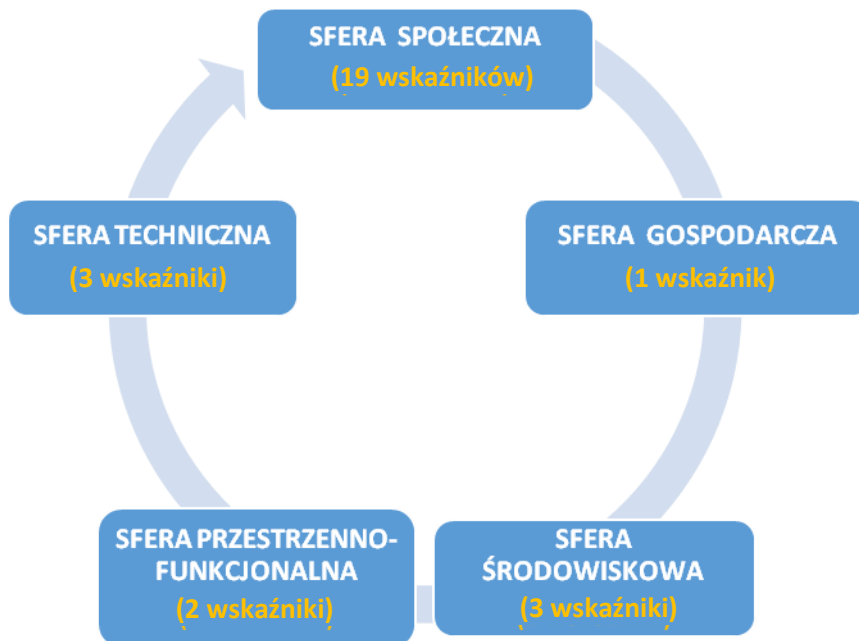 SFERA SPOŁECZNA
(19 wskaźników)
SFERA GOSPODARCZA
(1 wskaźnik)
SFERA
ŚRODOWISKOWA
(3 wskaźniki)
SFERA PRZESTRZENNO-
FUNKCJONALNA
(2 wskaźniki)
SFERA TECHNICZNA
(3 wskaźniki)